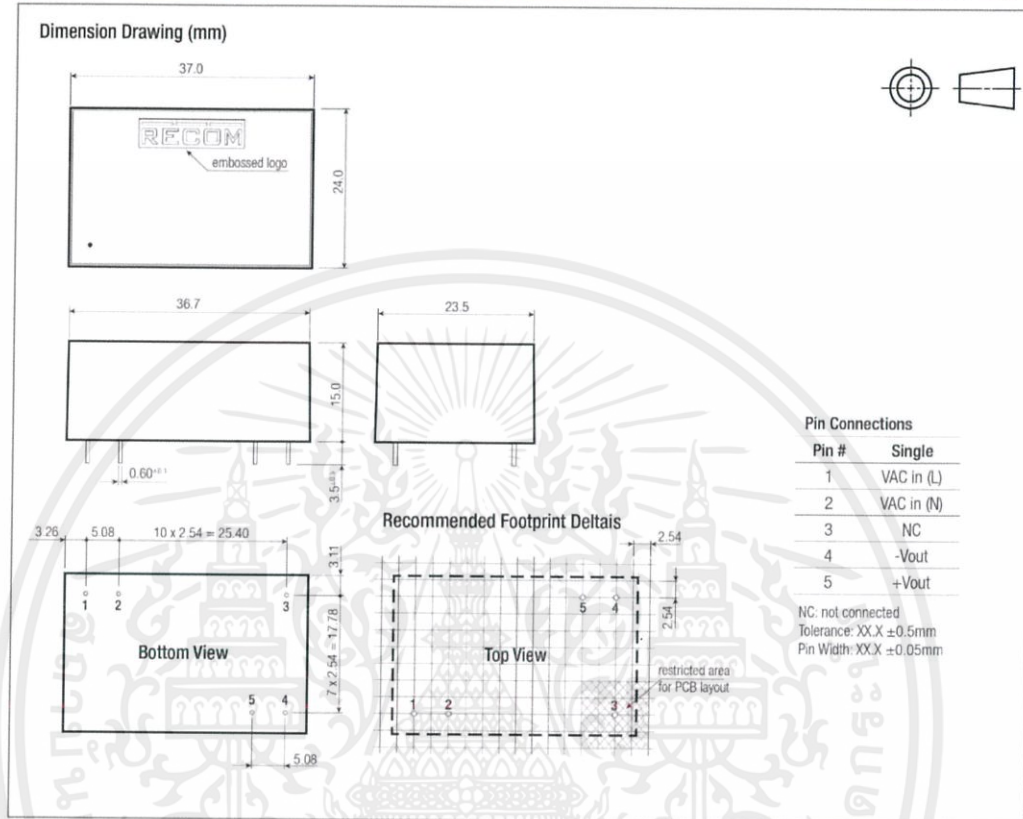 Dimension Drawing (mm)
37.0
RECOM
embossed logo
24.0
36.7
23.5
15.0
0.60+0.1
3.5±0.5
3.26
5.08
10 x 2.54 = 25.40
3.11
1
2
3
Bottom View
7 x 2.54 = 17.78
5
4
5.08
Recommended Footprint Deltais
2.54
5
4
2.54
Top View
restricted area
for PCB layout
1
2
3
Pin Connections
Pin # Single
1 VAC in (L)
2 VAC in (N)
3 NC
4 -Vout
5 +Vout
NC: not connected
Tolerance: XX.X ±0.5mm
Pin Width: XX.X ±0.05mm